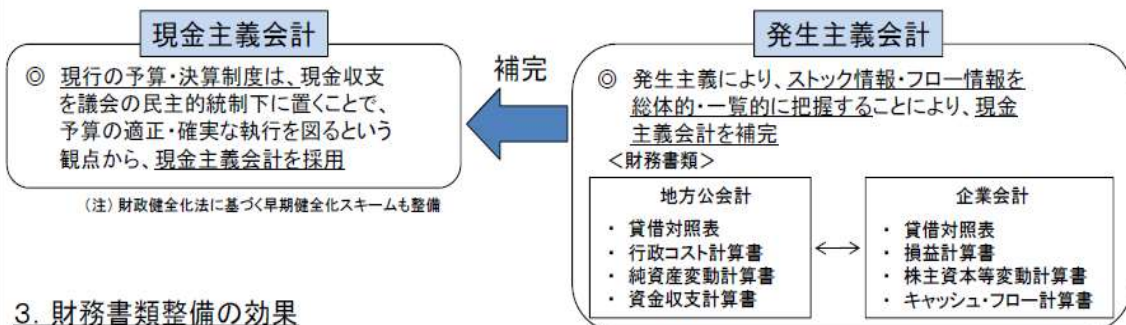 現金主義会計
◎ 現行の予算・決算制度は、現金収支
を議会の民主的統制下に置くことで、
予算の適正・確実な執行を図るという
観点から、現金主義会計を採用
(注) 財政健全化法に基づく早期健全化スキームも整備
補完
発生主義会計
◎ 発生主義により、ストック情報・フロー情報を
総体的・一覧的に把握することにより、現金
主義会計を補完
<財務書類>
地方公会計
・ 貸借対照表
・ 行政コスト計算書
・ 純資産変動計算書
・ 資金収支計算書
企業会計
・ 貸借対照表
・ 損益計算書
・ 株主資本等変動計算書
・ キャッシュ・フロー計算書
3. 財務書類整備の効果